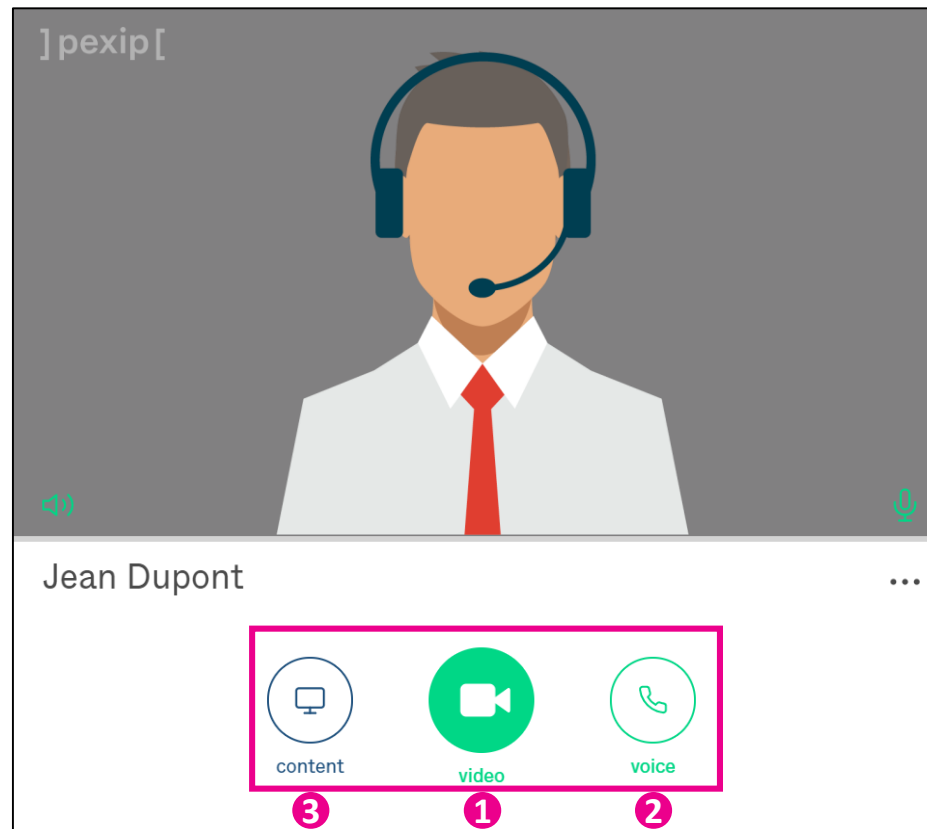 ]pexip[
Jean Dupont
...
content
video
voice
3
1
2